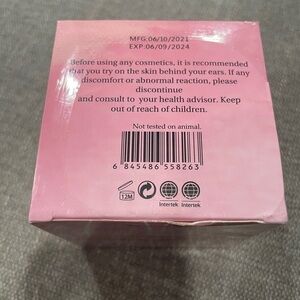 MFG:06/10/2021
EXP:06/09/2024
Before using any cosmetics, it is recommended
that you try on the skin behind your ears. If any
discomfort or abnormal reaction, please
discontinue
and consult to your health advisor. Keep
out of reach of children.
Not tested on animal.
6 845486 558263
12M
Intertek Intertek